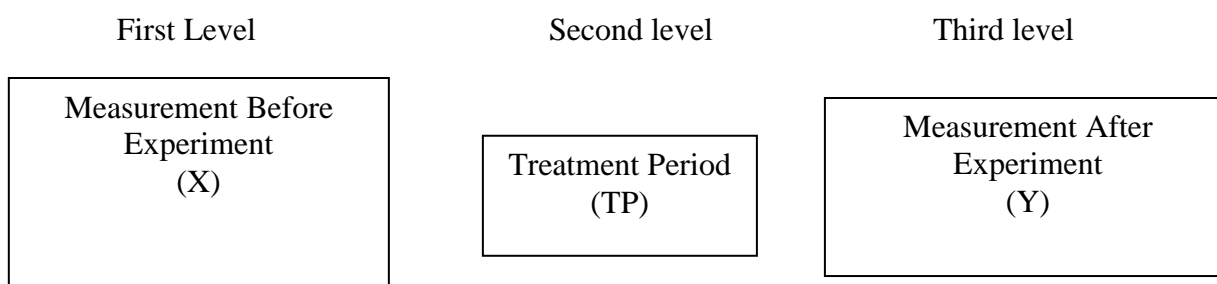 First Level
Second level
Third level
Measurement Before
Experiment
(X)
Treatment Period
(TP)
Measurement After
Experiment
(Y)